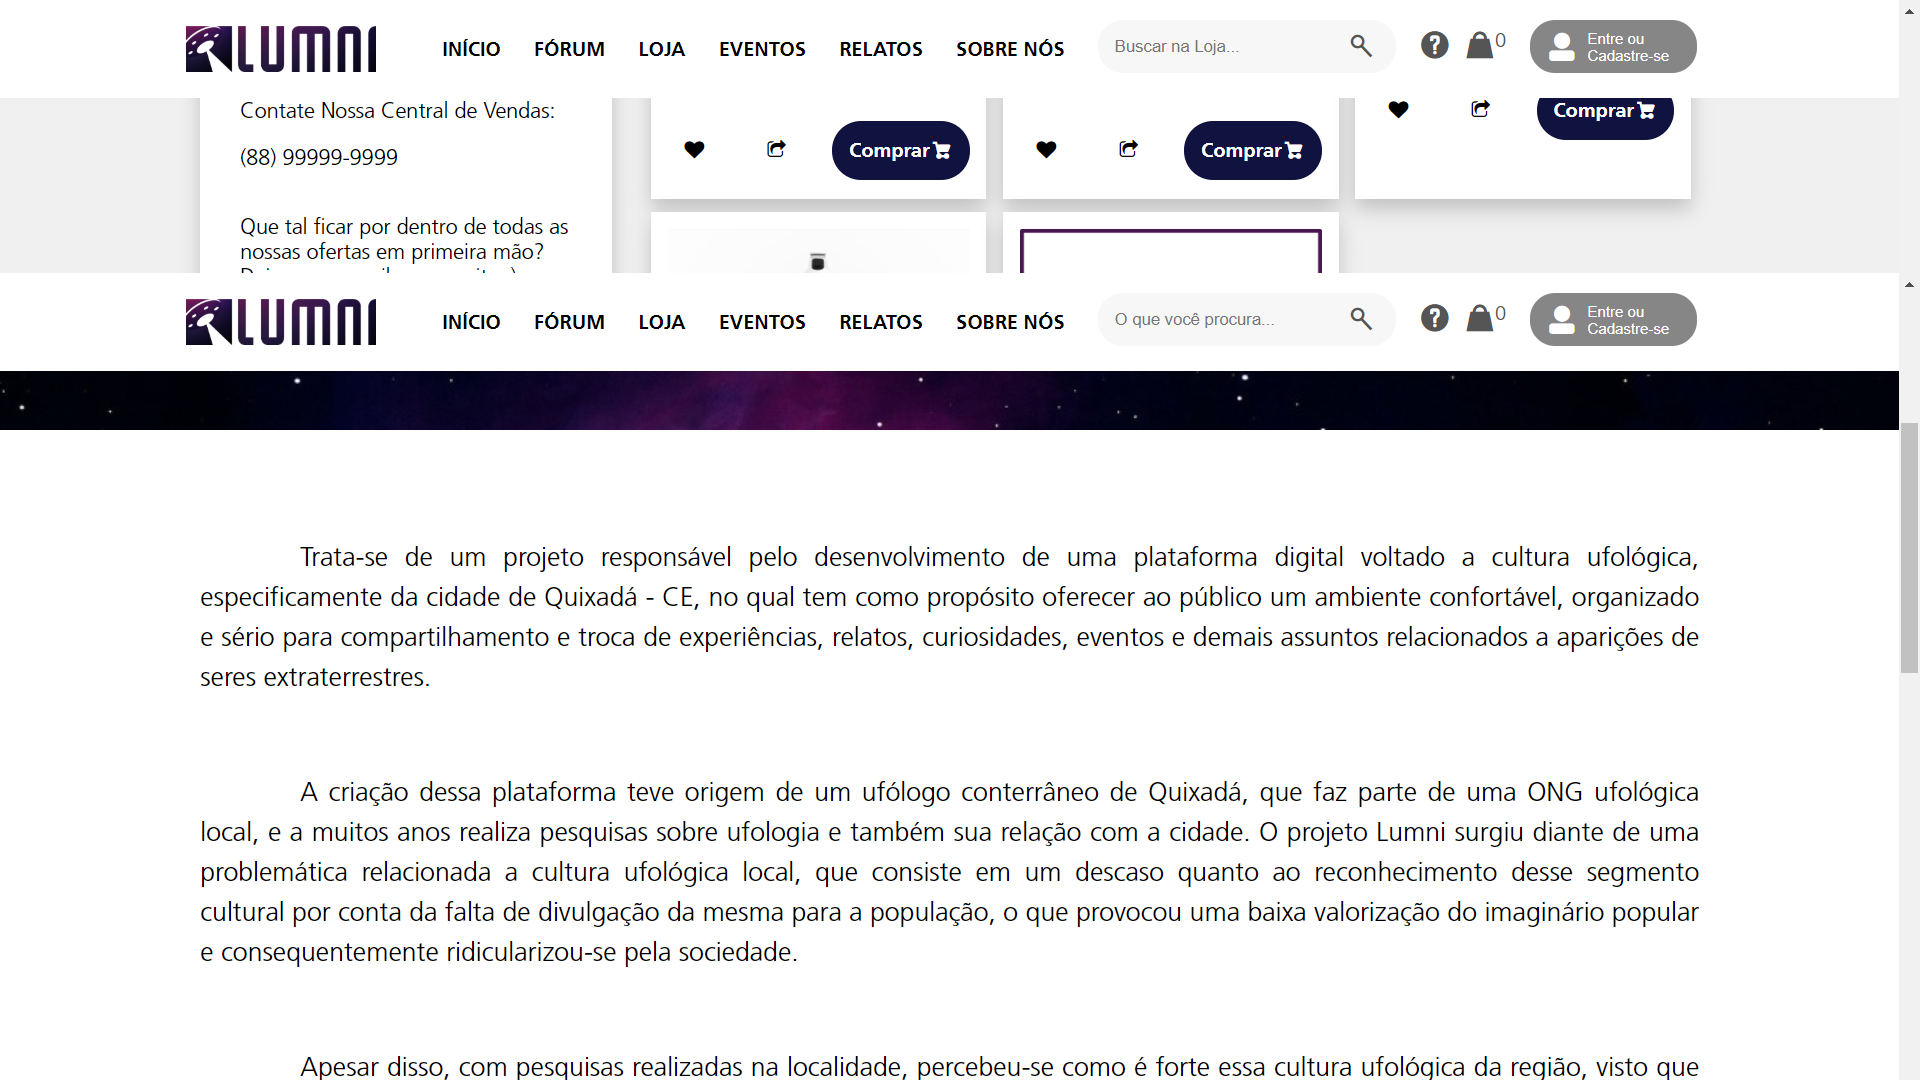 LUMNI INÍCIO FÓRUM LOJA EVENTOS RELATOS SOBRE NÓS Buscar na Loja... ? 0 Entre ou
Cadastre-se
Contate Nossa Central de Vendas:
(88) 99999-9999
Comprar
Comprar
Comprar
Que tal ficar por dentro de todas as
nossas ofertas em primeira mão?
LUMNI INÍCIO FÓRUM LOJA EVENTOS RELATOS SOBRE NÓS O que você procura... ? 0 Entre ou
Cadastre-se
Trata-se de um projeto responsável pelo desenvolvimento de uma plataforma digital voltado a cultura ufológica,
especificamente da cidade de Quixadá - CE, no qual tem como propósito oferecer ao público um ambiente confortável, organizado
e sério para compartilhamento e troca de experiências, relatos, curiosidades, eventos e demais assuntos relacionados a aparições de
seres extraterrestres.
A criação dessa plataforma teve origem de um ufólogo conterrâneo de Quixadá, que faz parte de uma ONG ufológica
local, e a muitos anos realiza pesquisas sobre ufologia e também sua relação com a cidade. O projeto Lumni surgiu diante de uma
problemática relacionada a cultura ufológica local, que consiste em um descaso quanto ao reconhecimento desse segmento
cultural por conta da falta de divulgação da mesma para a população, o que provocou uma baixa valorização do imaginário popular
e consequentemente ridicularizou-se pela sociedade.
Apesar disso, com pesquisas realizadas na localidade, percebeu-se como é forte essa cultura ufológica da região, visto que